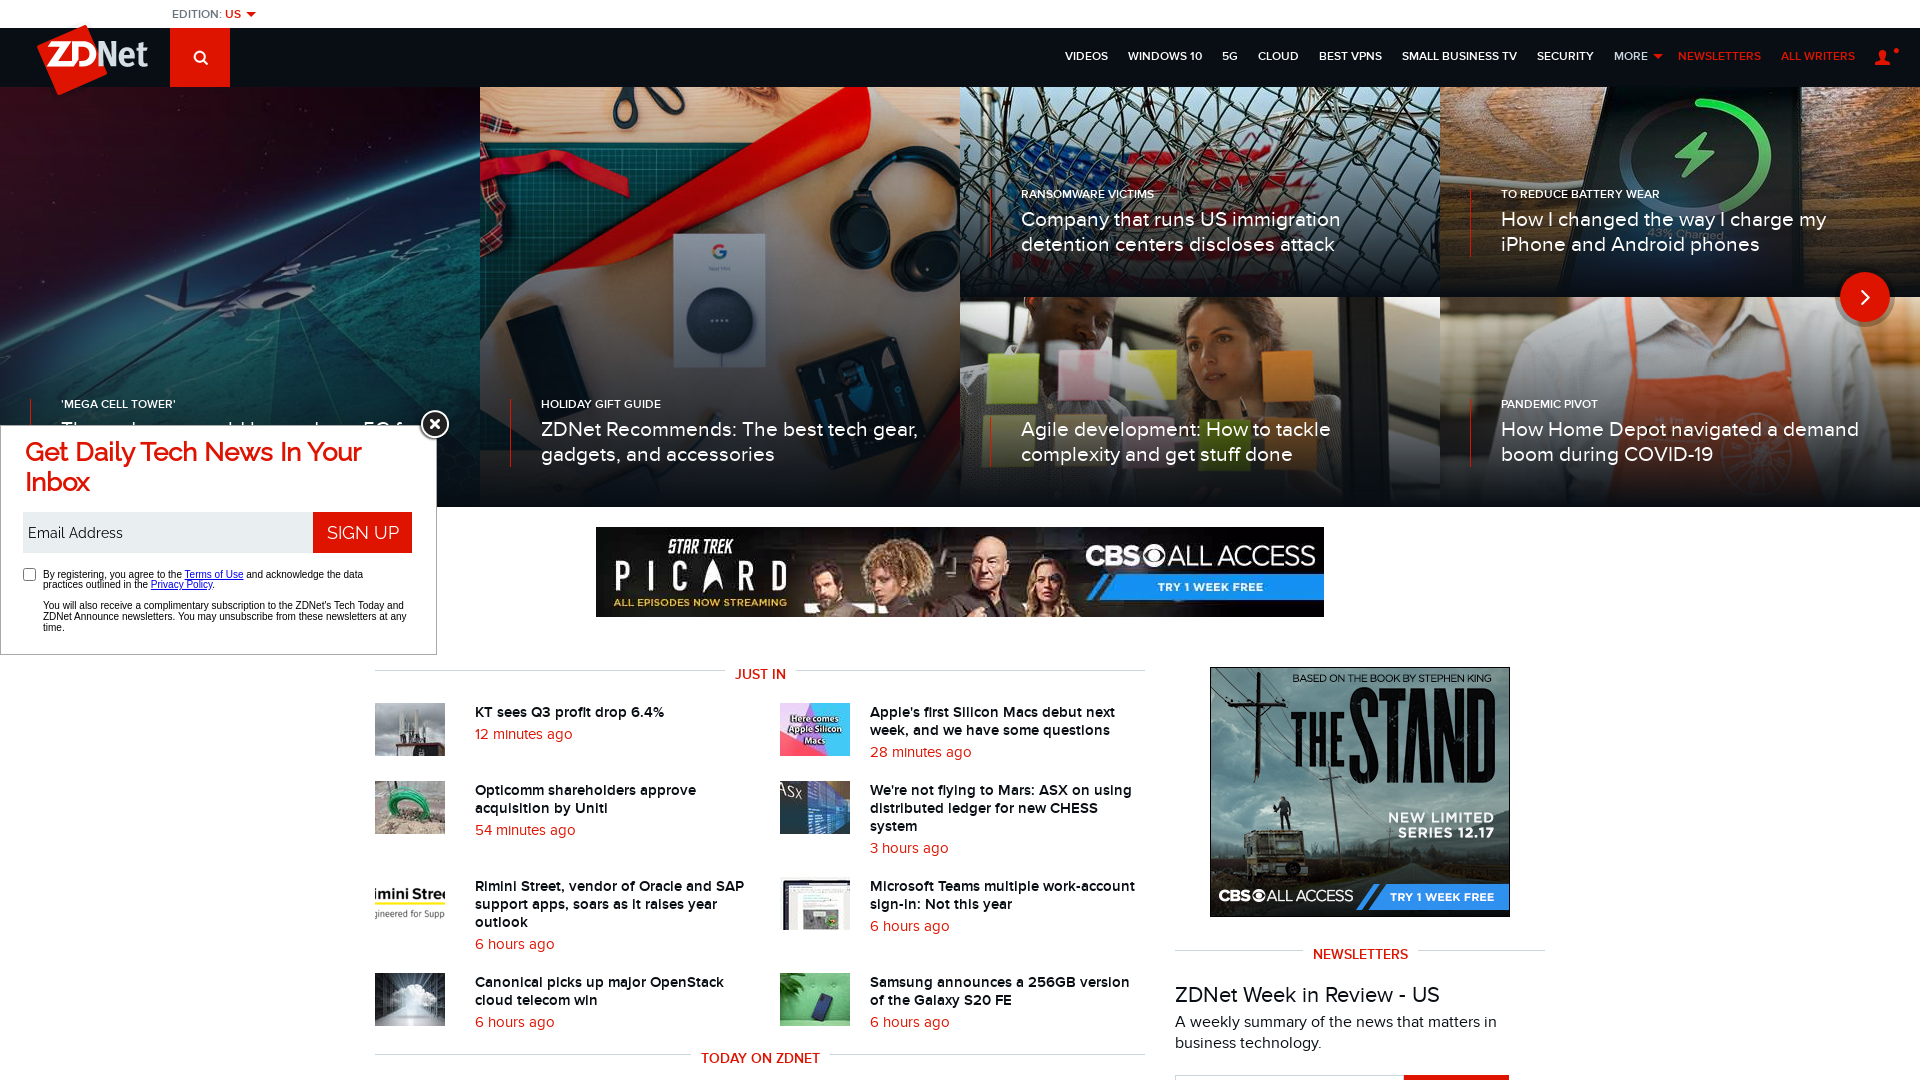 EDITION: US
ZDNet
VIDEOS
WINDOWS 10
5G
CLOUD
BEST VPNS
SMALL BUSINESS TV
SECURITY
MORE
NEWSLETTERS
ALL WRITERS
'MEGA CELL TOWER'
HOLIDAY GIFT GUIDE
ZDNet Recommends: The best tech gear,
gadgets, and accessories
RANSOMWARE VICTIMS
Company that runs US immigration
detention centers discloses attack
TO REDUCE BATTERY WEAR
How I changed the way I charge my
iPhone and Android phones
43% Charged
Agile development: How to tackle
complexity and get stuff done
PANDEMIC PIVOT
How Home Depot navigated a demand
boom during COVID-19
Get Daily Tech News In Your
Inbox
Email Address
SIGN UP
By registering, you agree to the Terms of Use and acknowledge the data
practices outlined in the Privacy Policy.
You will also receive a complimentary subscription to the ZDNet's Tech Today and
ZDNet Announce newsletters. You may unsubscribe from these newsletters at any
time.
STAR TREK
PICARD
ALL EPISODES NOW STREAMING
CBS ALL ACCESS
TRY 1 WEEK FREE
JUST IN
KT sees Q3 profit drop 6.4%
12 minutes ago
Here comes
Apple Silicon
Macs
Apple's first Silicon Macs debut next
week, and we have some questions
28 minutes ago
Opticomm shareholders approve
acquisition by Uniti
54 minutes ago
ASX
We're not flying to Mars: ASX on using
distributed ledger for new CHESS
system
3 hours ago
imini Stree
gineered for Supp
Rimini Street, vendor of Oracle and SAP
support apps, soars as it raises year
outlook
6 hours ago
Microsoft Teams multiple work-account
sign-in: Not this year
6 hours ago
Canonical picks up major OpenStack
cloud telecom win
6 hours ago
Samsung announces a 256GB version
of the Galaxy S20 FE
6 hours ago
TODAY ON ZDNET
BASED ON THE BOOK BY STEPHEN KING
THE STAND
NEW LIMITED
SERIES 12.17
CBS ALL ACCESS
TRY 1 WEEK FREE
NEWSLETTERS
ZDNet Week in Review - US
A weekly summary of the news that matters in
business technology.